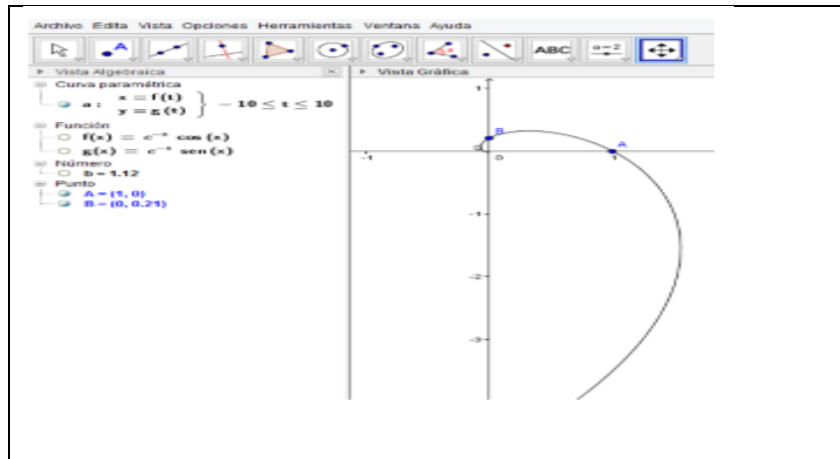 Archivo Edita Vista Opciones Herramientas Ventana Ayuda
A
ABC
a=2
Vista Algebraica
Vista Gráfica
Curva paramétrica
a: x = f(t)
y = g(t) } − 10 ≤ t ≤ 10
Función
f(x) = e^-x cos (x)
g(x) = e^-x sen (x)
Número
b = 1.12
Punto
A = (1, 0)
B = (0, 0.21)
1
B
a
A
-1
0
1
-1
-2
-3